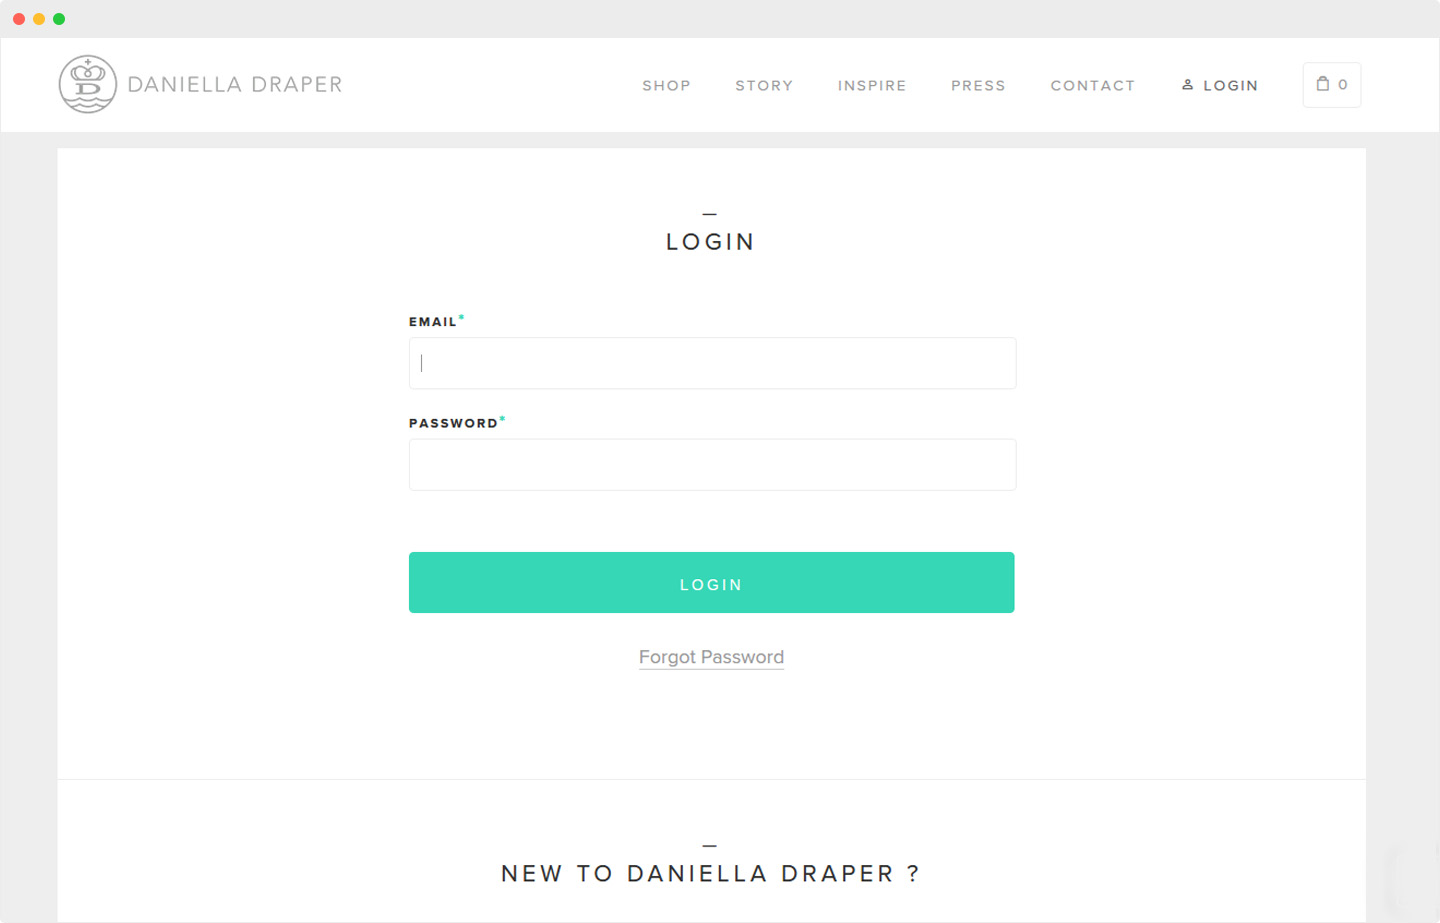 DANIELLA DRAPER SHOP STORY INSPIRE PRESS CONTACT LOGIN 0
LOGIN
EMAIL*
PASSWORD*
LOGIN
Forgot Password
NEW TO DANIELLA DRAPER ?